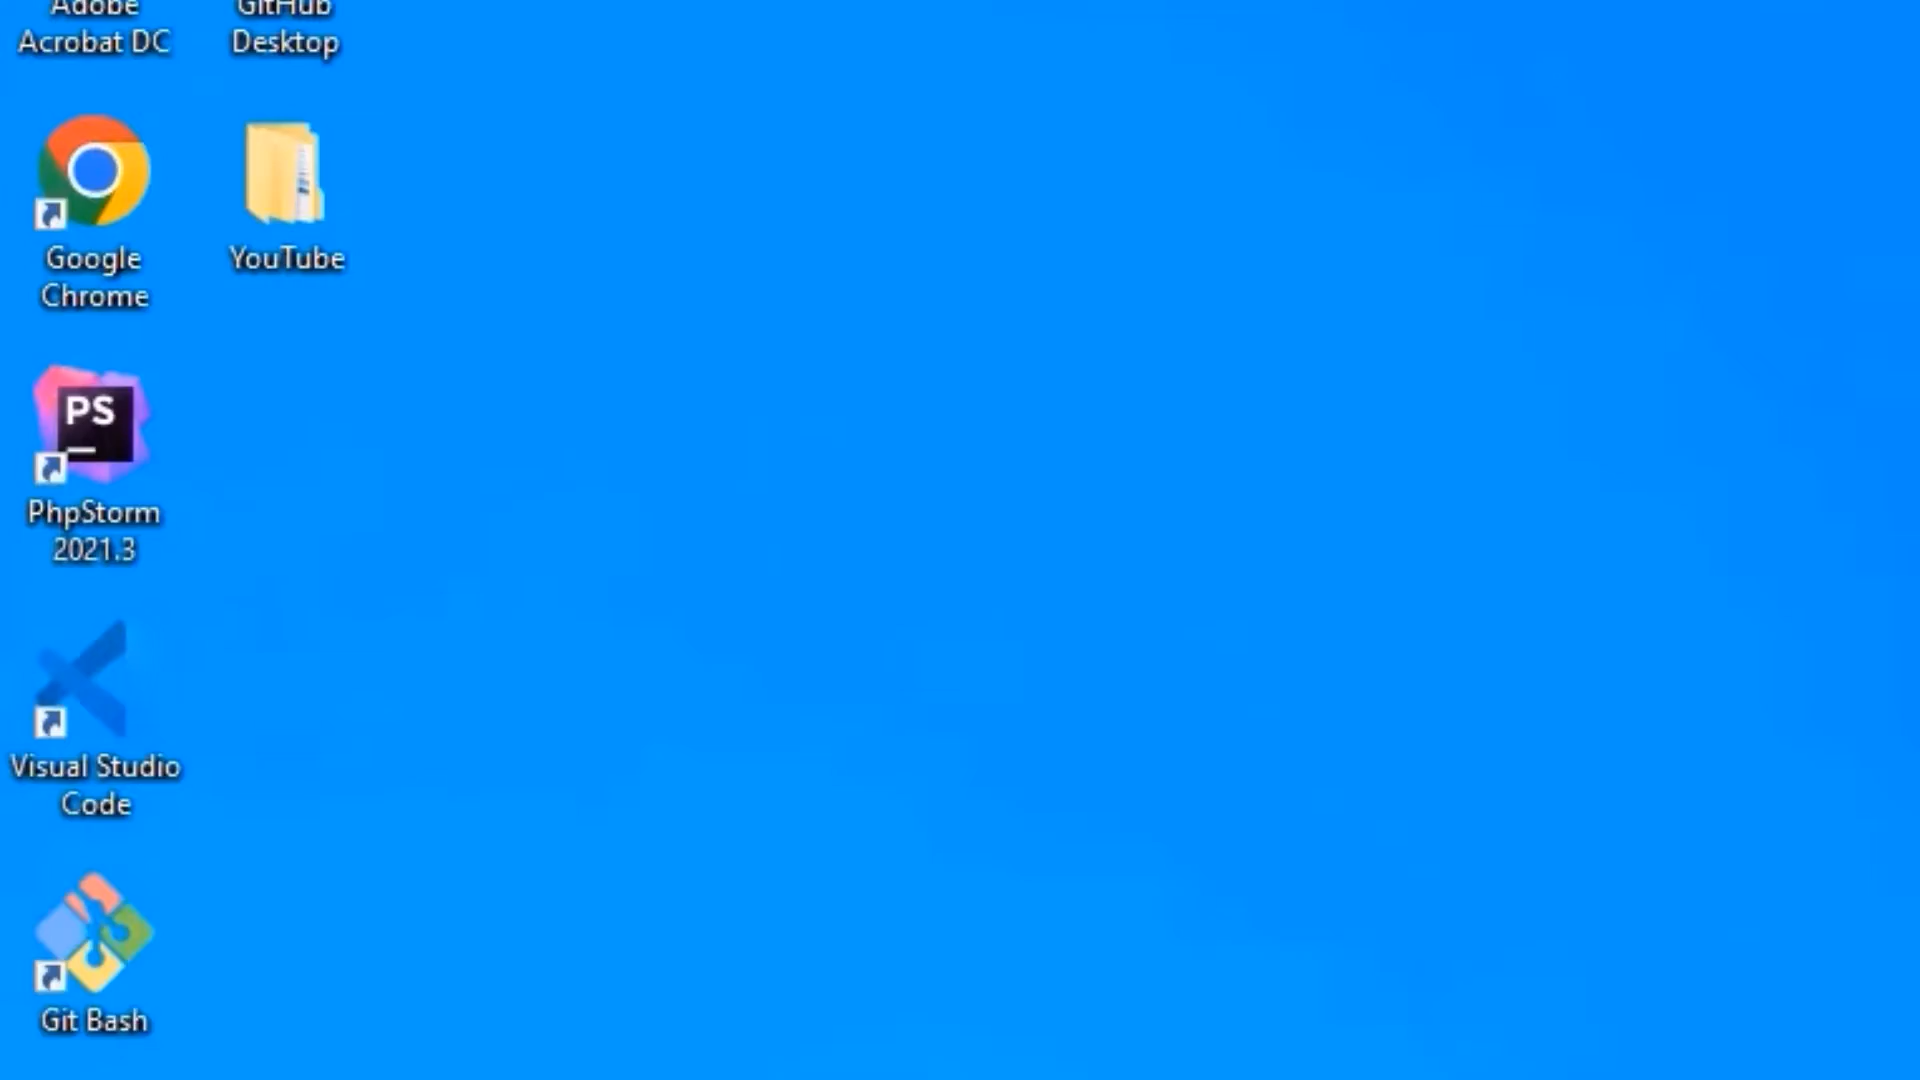 Adobe
Acrobat DC
GitHub
Desktop
Google
Chrome
YouTube
PS
PhpStorm
2021.3
Visual Studio
Code
Git Bash